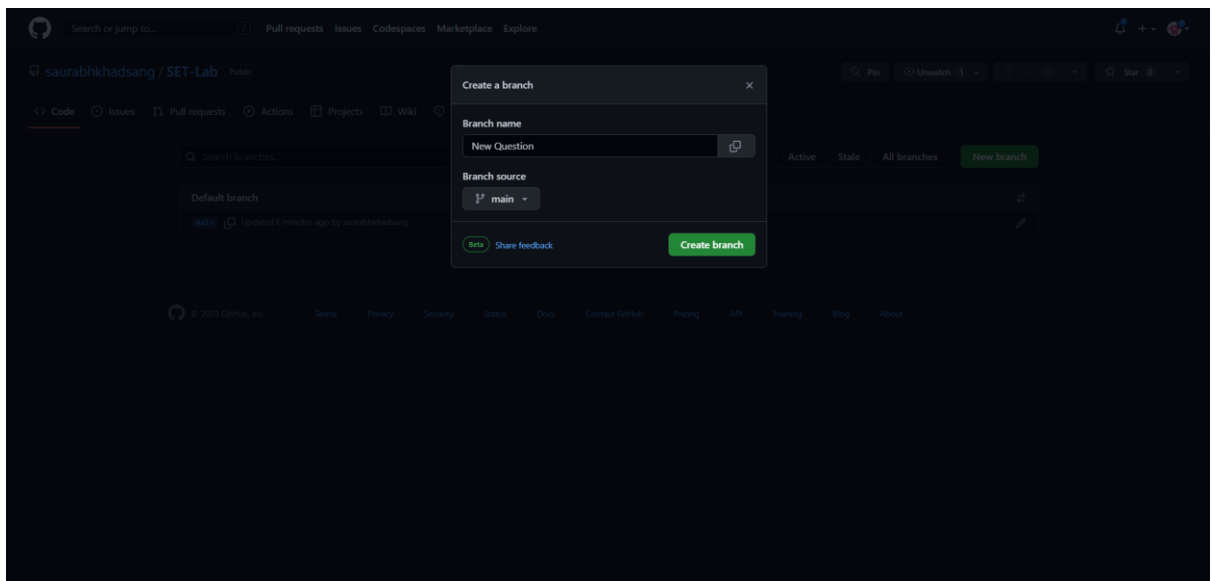 Search or jump to... / Pull requests Issues Codespaces Marketplace Explore
saurabhkhadsang / SET-Lab Public
Pin Unwatch 1 Star 0
Code Issues Pull requests Actions Projects Wiki
Create a branch
Branch name
New Question
Branch source
main
Beta Share feedback Create branch
Search branches... Active Stale All branches New branch
Default branch
main Updated 6 minutes ago by saurabhkhadsang
© 2023 GitHub, Inc. Terms Privacy Security Status Docs Contact GitHub Pricing API Training Blog About